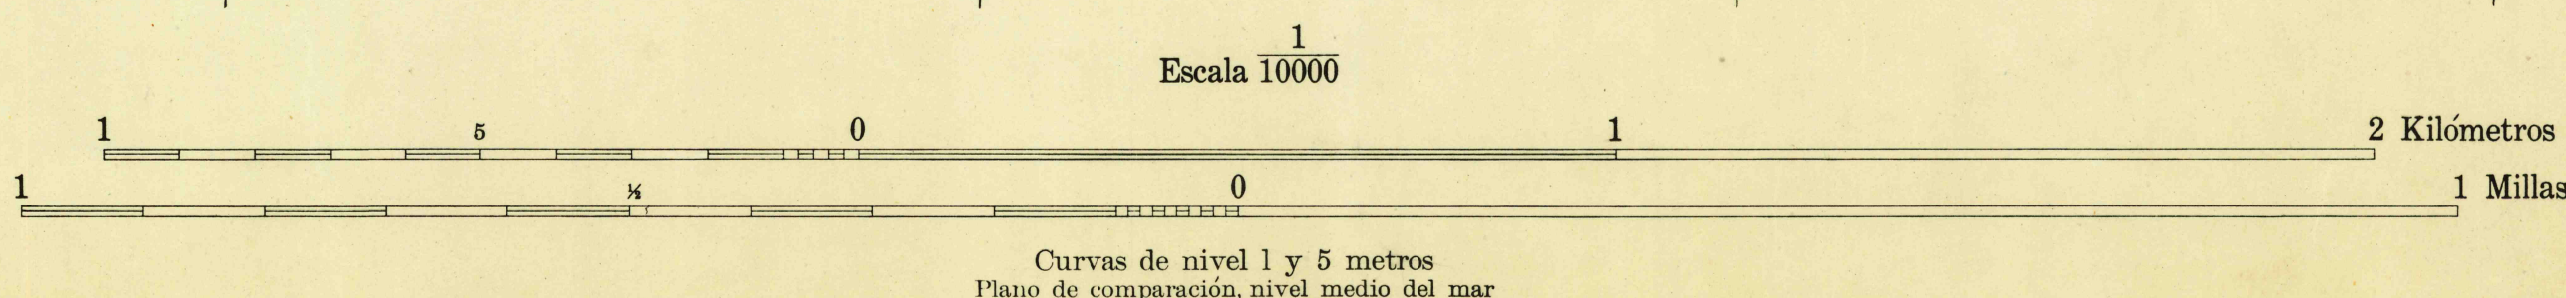 Escala 1/10000
1 5 0 1 2 Kilómetros
1 ½ 0 1 Millas
Curvas de nivel 1 y 5 metros
Plano de comparación, nivel medio del mar